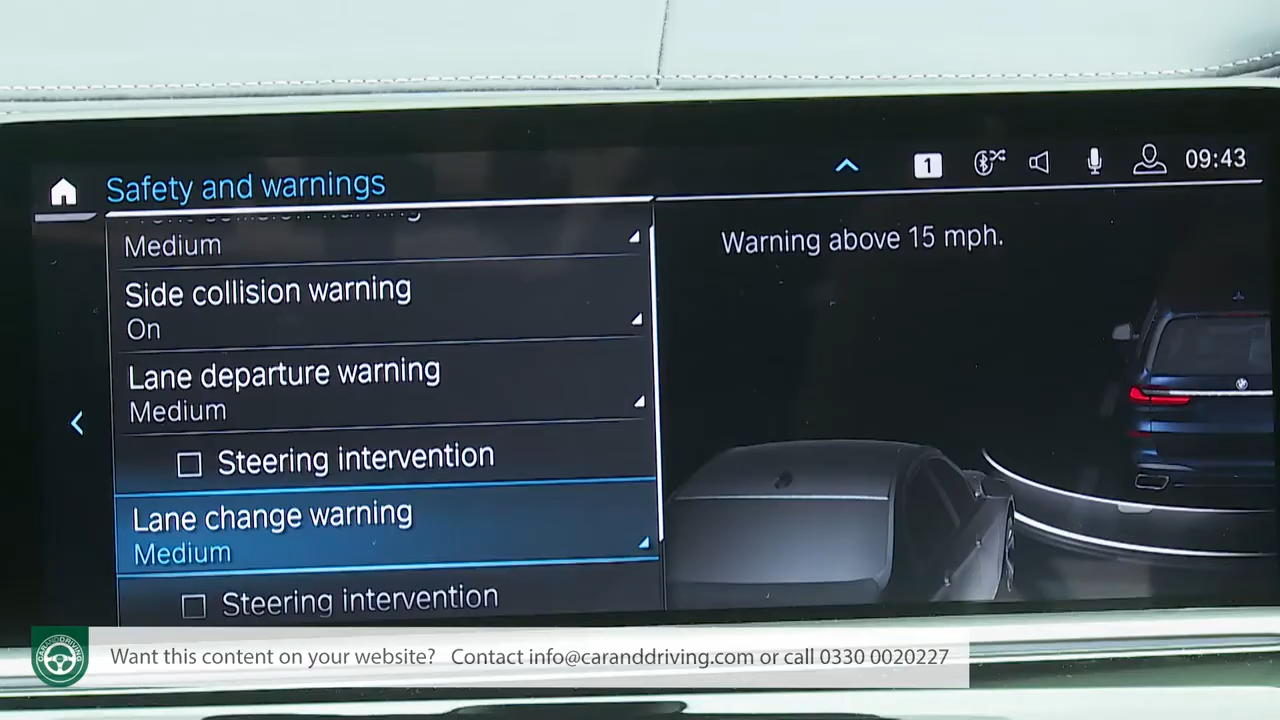 Safety and warnings
1
09:43
Medium
Side collision warning
On
Lane departure warning
Medium
Steering intervention
Lane change warning
Medium
Steering intervention
Warning above 15 mph.
CARANDDRIVING
Want this content on your website? Contact info@caranddriving.com or call 0330 0020227